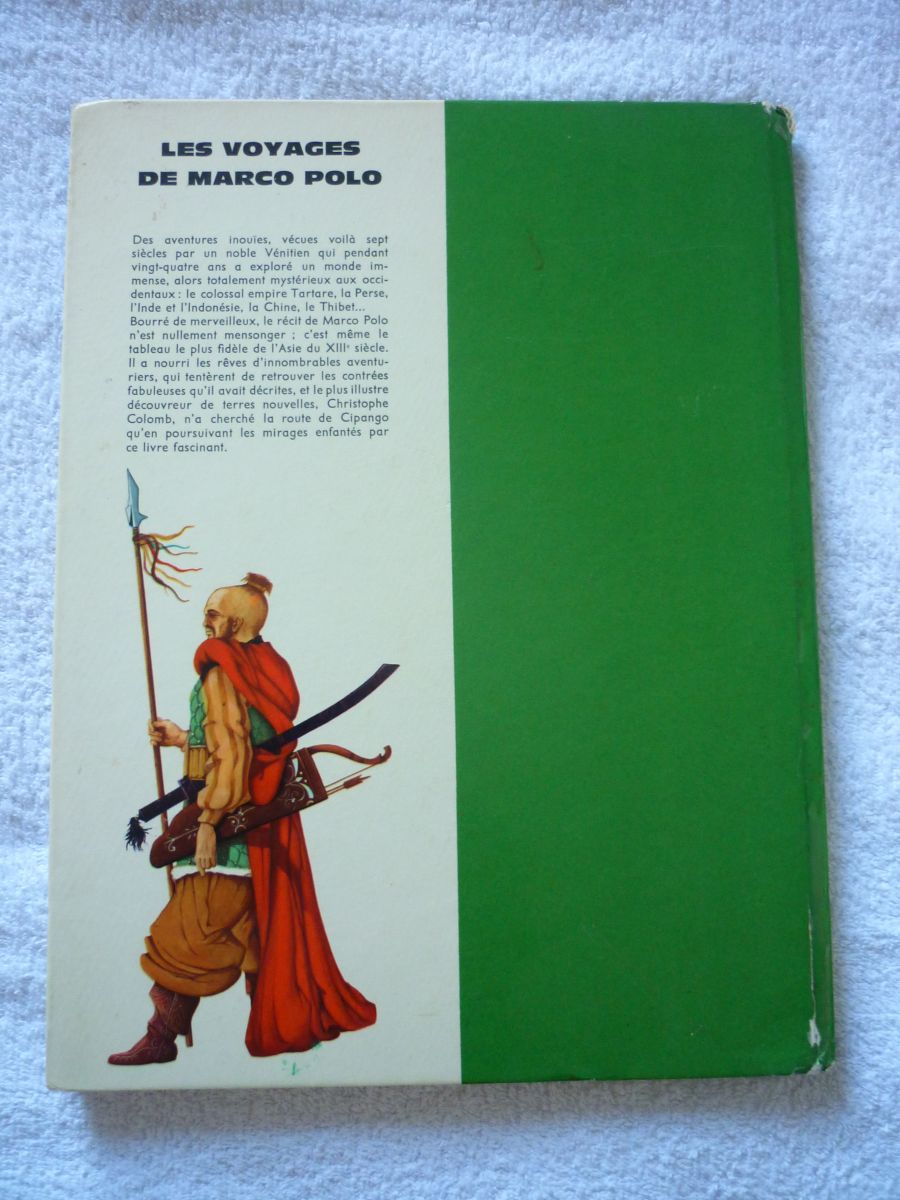 LES VOYAGES
DE MARCO POLO
Des aventures inouïes, vécues voilà sept
siècles par un noble Vénitien qui pendant
vingt-quatre ans a exploré un monde im-
mense, alors totalement mystérieux aux occi-
dentaux : le colossal empire Tartare, la Perse,
l'Inde et l'Indonésie, la Chine, le Thibet...
Bourré de merveilleux, le récit de Marco Polo
n'est nullement mensonger ; c'est même le
tableau le plus fidèle de l'Asie du XIIIe siècle.
Il a nourri les rêves d'innombrables aventu-
riers, qui tentèrent de retrouver les contrées
fabuleuses qu'il avait décrites, et le plus illustre
découvreur de terres nouvelles, Christophe
Colomb, n'a cherché la route de Cipango
qu'en poursuivant les mirages enfantés par
ce livre fascinant.